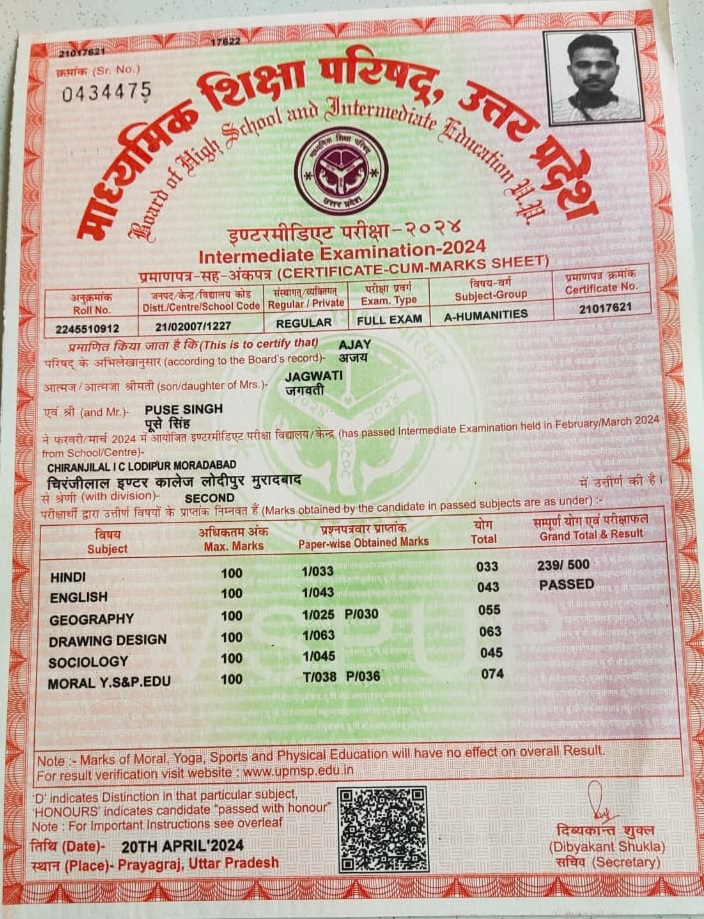 21017621 17622
क्रमांक (Sr. No.)
0434475
माध्यमिक शिक्षा परिषद्, उत्तर प्रदेश
Board of High School and Intermediate Education U.P.
माध्यमिक शिक्षा परिषद्
उत्तर प्रदेश
इण्टरमीडिएट परीक्षा-२०२४
Intermediate Examination-2024
प्रमाणपत्र-सह-अंकपत्र (CERTIFICATE-CUM-MARKS SHEET)
अनुक्रमांक जनपद/केन्द्र/विद्यालय कोड संस्थागत/व्यक्तिगत परीक्षा प्रवर्ग विषय-वर्ग प्रमाणपत्र क्रमांक
Roll No. Distt./Centre/School Code Regular / Private Exam. Type Subject-Group Certificate No.
2245510912 21/02007/1227 REGULAR FULL EXAM A-HUMANITIES 21017621
प्रमाणित किया जाता है कि (This is to certify that) AJAY
परिषद् के अभिलेखानुसार (according to the Board's record)- अजय
आत्मज/आत्मजा श्रीमती (son/daughter of Mrs.)- JAGWATI
जगवती
एवं श्री (and Mr.)- PUSE SINGH
पूसे सिंह
ने फरवरी/मार्च 2024 में आयोजित इण्टरमीडिएट परीक्षा विद्यालय/केन्द्र (has passed Intermediate Examination held in February/March 2024
from School/Centre)-
CHIRANJILAL I C LODIPUR MORADABAD
चिरंजीलाल इण्टर कालेज लोदीपुर मुरादाबाद में उत्तीर्ण की है।
से श्रेणी (with division)- SECOND
परीक्षार्थी द्वारा उत्तीर्ण विषयों के प्राप्तांक निम्नवत हैं (Marks obtained by the candidate in passed subjects are as under) :-
विषय अधिकतम अंक प्रश्नपत्रवार प्राप्तांक योग सम्पूर्ण योग एवं परीक्षाफल
Subject Max. Marks Paper-wise Obtained Marks Total Grand Total & Result
HINDI 100 1/033 033 239/ 500
ENGLISH 100 1/043 043 PASSED
GEOGRAPHY 100 1/025 P/030 055
DRAWING DESIGN 100 1/063 063
SOCIOLOGY 100 1/045 045
MORAL Y.S&P.EDU 100 T/038 P/036 074
Note :- Marks of Moral, Yoga, Sports and Physical Education will have no effect on overall Result.
For result verification visit website : www.upmsp.edu.in
'D' indicates Distinction in that particular subject,
'HONOURS' indicates candidate "passed with honour"
Note : For Important Instructions see overleaf
तिथि (Date)- 20TH APRIL'2024
स्थान (Place)- Prayagraj, Uttar Pradesh
दिब्यकान्त शुक्ल
(Dibyakant Shukla)
सचिव (Secretary)